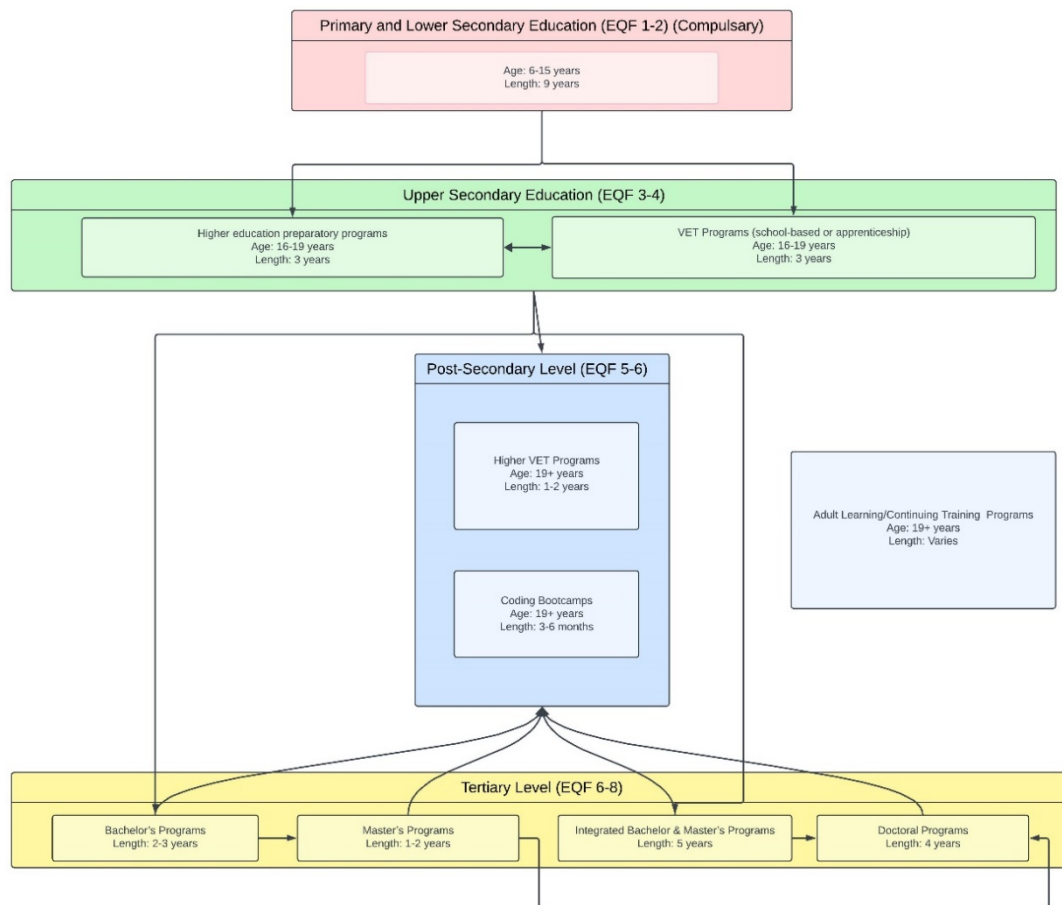 Primary and Lower Secondary Education (EQF 1-2) (Compulsary)
Age: 6-15 years
Length: 9 years
Upper Secondary Education (EQF 3-4)
Higher education preparatory programs
Age: 16-19 years
Length: 3 years
VET Programs (school-based or apprenticeship)
Age: 16-19 years
Length: 3 years
Post-Secondary Level (EQF 5-6)
Higher VET Programs
Age: 19+ years
Length: 1-2 years
Adult Learning/Continuing Training Programs
Age: 19+ years
Length: Varies
Coding Bootcamps
Age: 19+ years
Length: 3-6 months
Tertiary Level (EQF 6-8)
Bachelor's Programs
Length: 2-3 years
Master's Programs
Length: 1-2 years
Integrated Bachelor & Master's Programs
Length: 5 years
Doctoral Programs
Length: 4 years